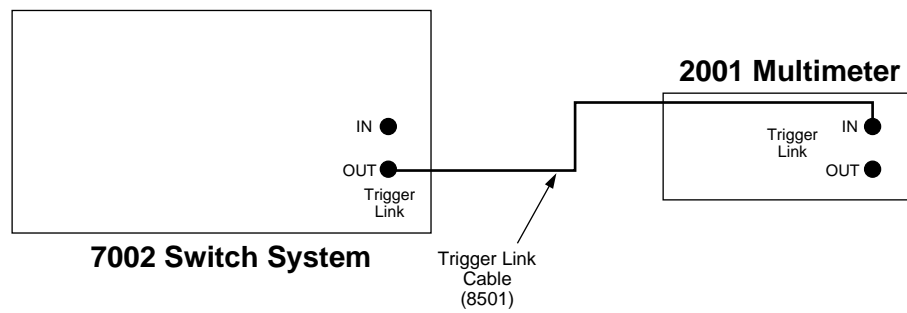 2001 Multimeter
IN
OUT
Trigger
Link
Trigger
Link
IN
OUT
7002 Switch System
Trigger Link
Cable
(8501)